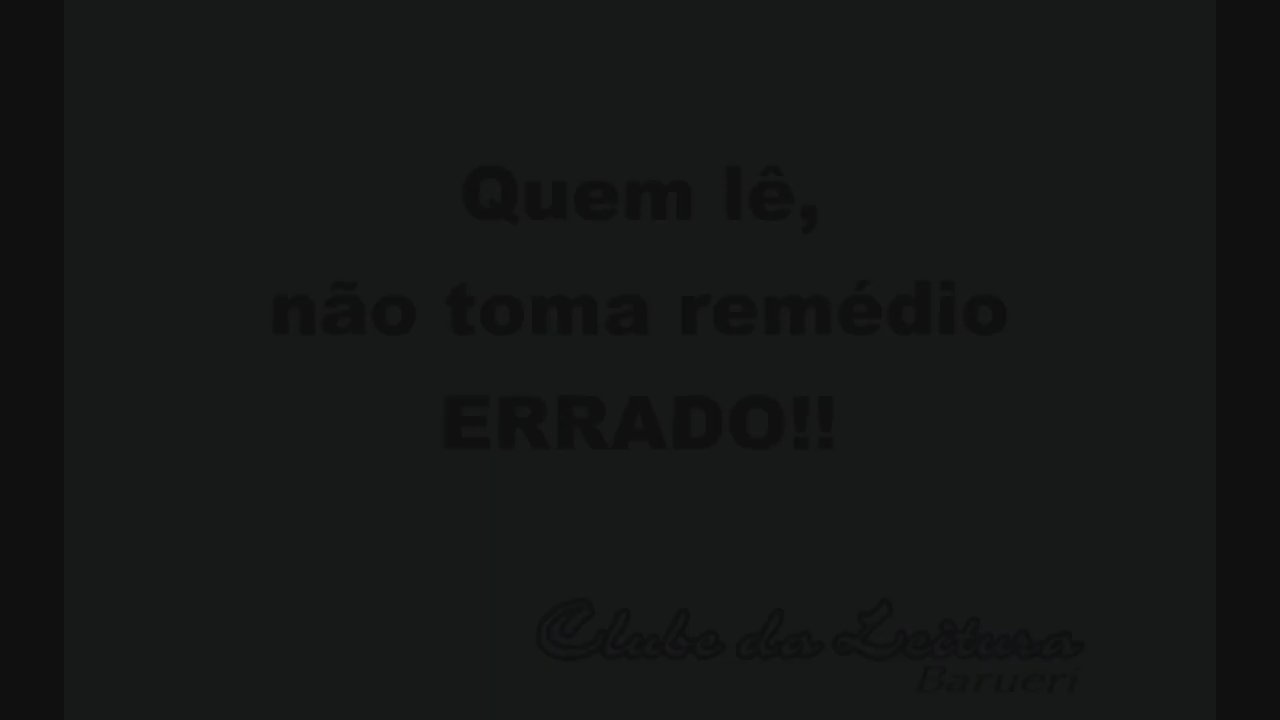 Quem lê,
não toma remédio
ERRADO!!
Clube da Leitura
Barueri